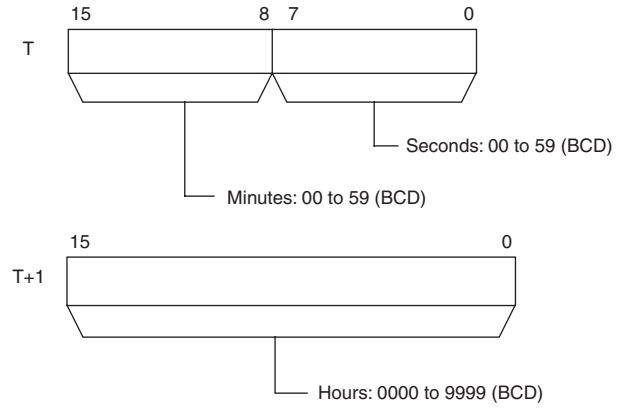 15 8 7 0
T
Seconds: 00 to 59 (BCD)
Minutes: 00 to 59 (BCD)
15 0
T+1
Hours: 0000 to 9999 (BCD)